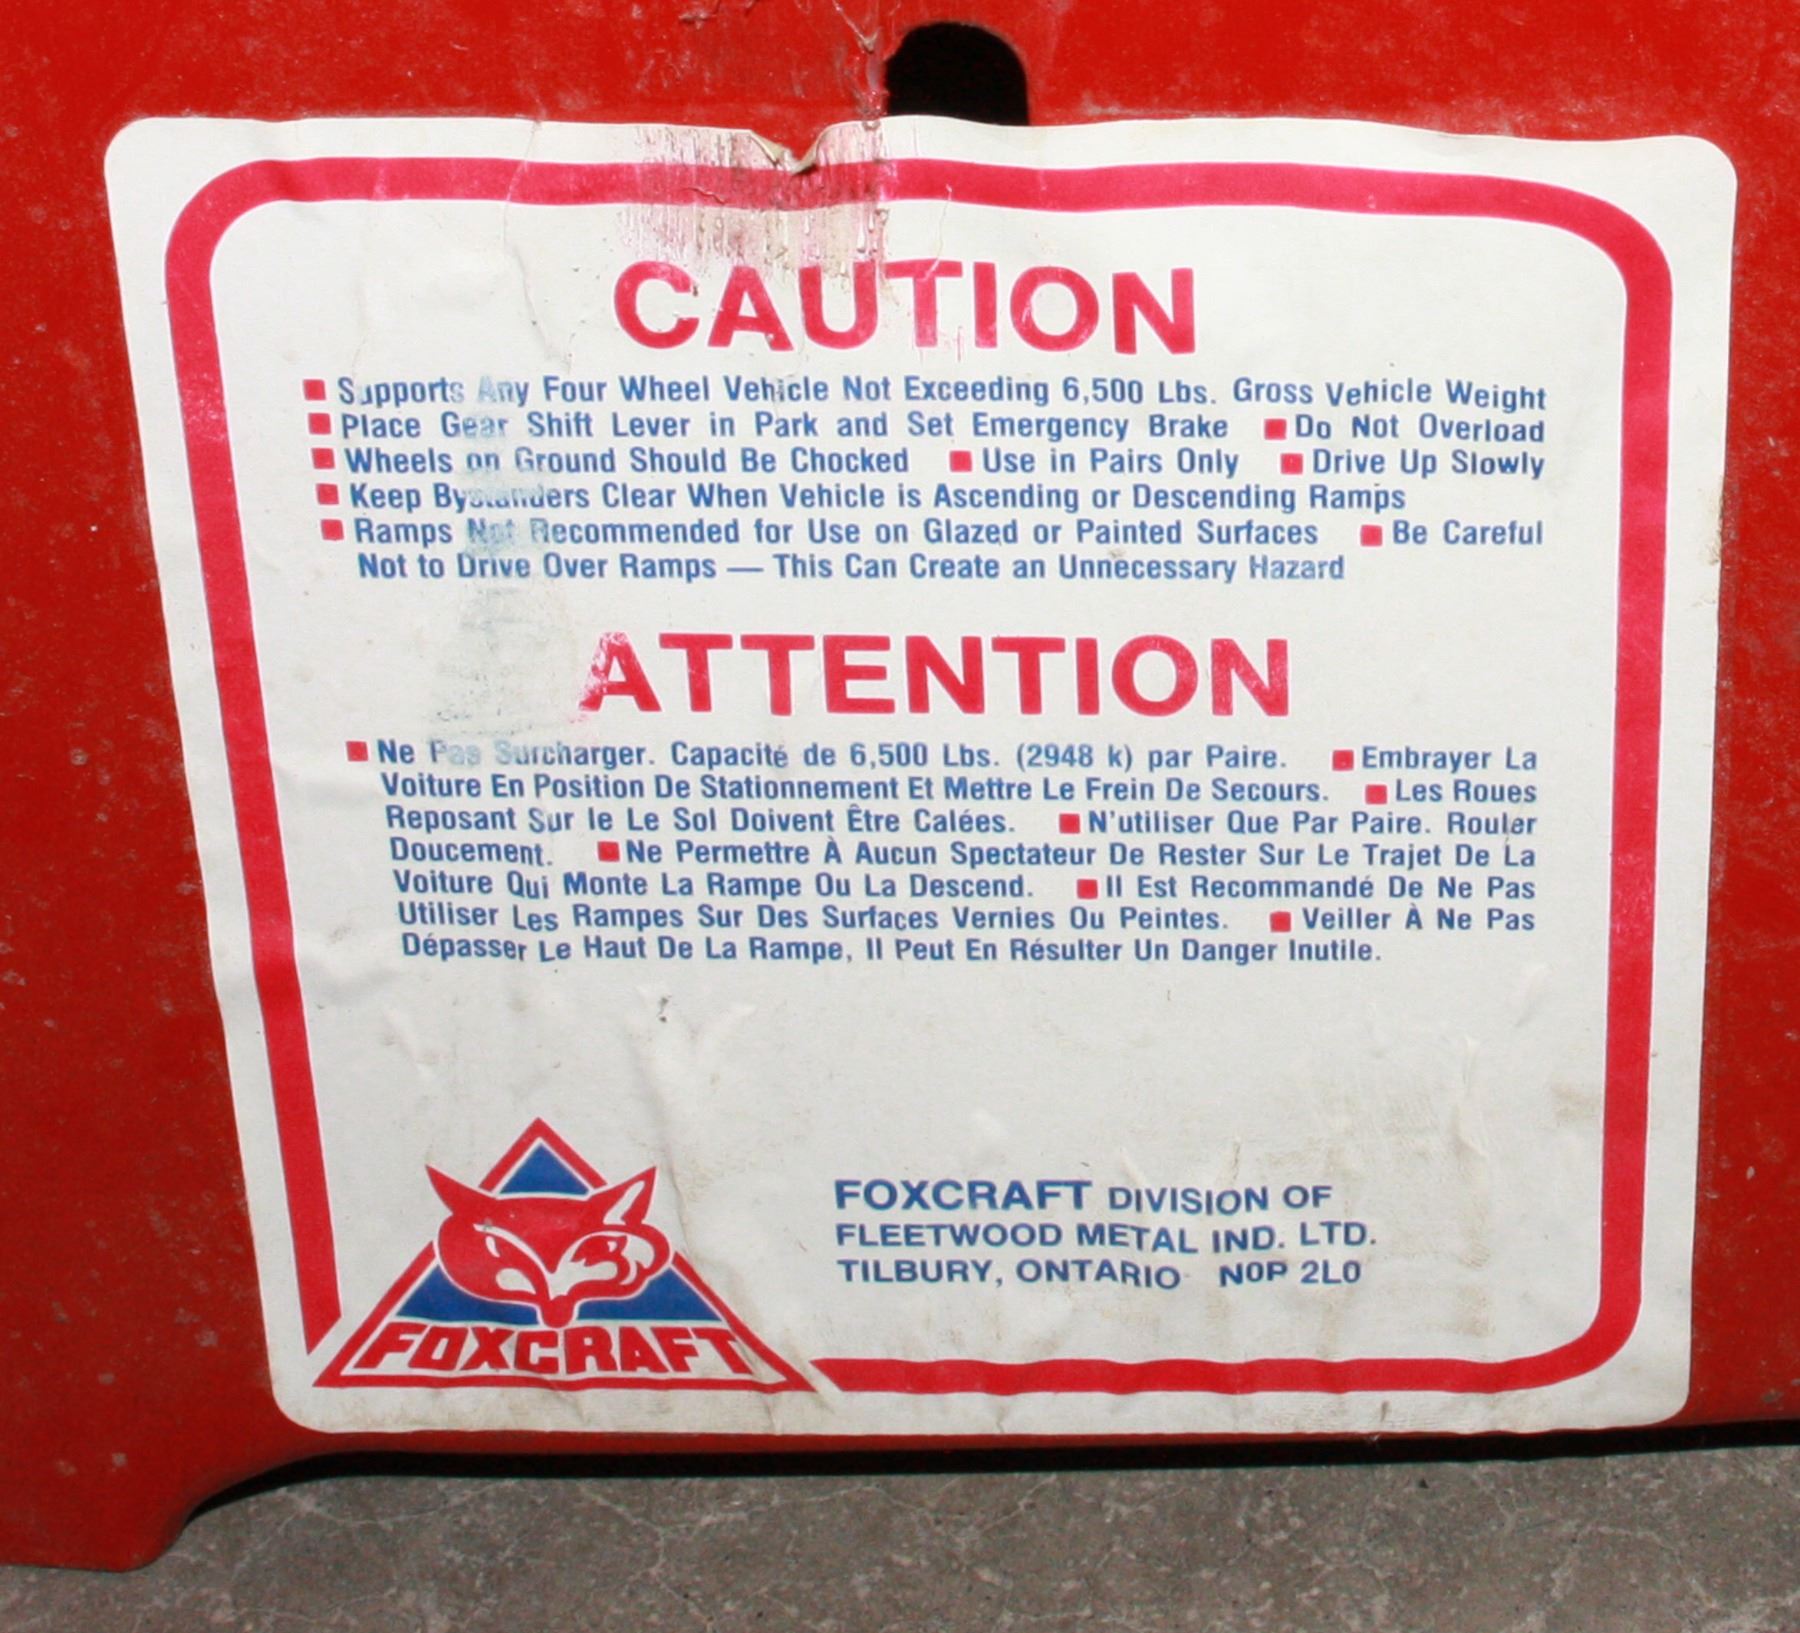 CAUTION
■ Supports Any Four Wheel Vehicle Not Exceeding 6,500 Lbs. Gross Vehicle Weight
■ Place Gear Shift Lever in Park and Set Emergency Brake ■ Do Not Overload
■ Wheels on Ground Should Be Chocked ■ Use in Pairs Only ■ Drive Up Slowly
■ Keep Bystanders Clear When Vehicle is Ascending or Descending Ramps
■ Ramps Not Recommended for Use on Glazed or Painted Surfaces ■ Be Careful
Not to Drive Over Ramps — This Can Create an Unnecessary Hazard
ATTENTION
■ Ne Pas Surcharger. Capacité de 6,500 Lbs. (2948 k) par Paire. ■ Embrayer La
Voiture En Position De Stationnement Et Mettre Le Frein De Secours. ■ Les Roues
Reposant Sur le Le Sol Doivent Être Calées. ■ N'utiliser Que Par Paire. Rouler
Doucement. ■ Ne Permettre À Aucun Spectateur De Rester Sur Le Trajet De La
Voiture Qui Monte La Rampe Ou La Descend. ■ Il Est Recommandé De Ne Pas
Utiliser Les Rampes Sur Des Surfaces Vernies Ou Peintes. ■ Veiller À Ne Pas
Dépasser Le Haut De La Rampe, Il Peut En Résulter Un Danger Inutile.
FOXCRAFT DIVISION OF
FLEETWOOD METAL IND. LTD.
TILBURY, ONTARIO N0P 2L0
FOXCRAFT